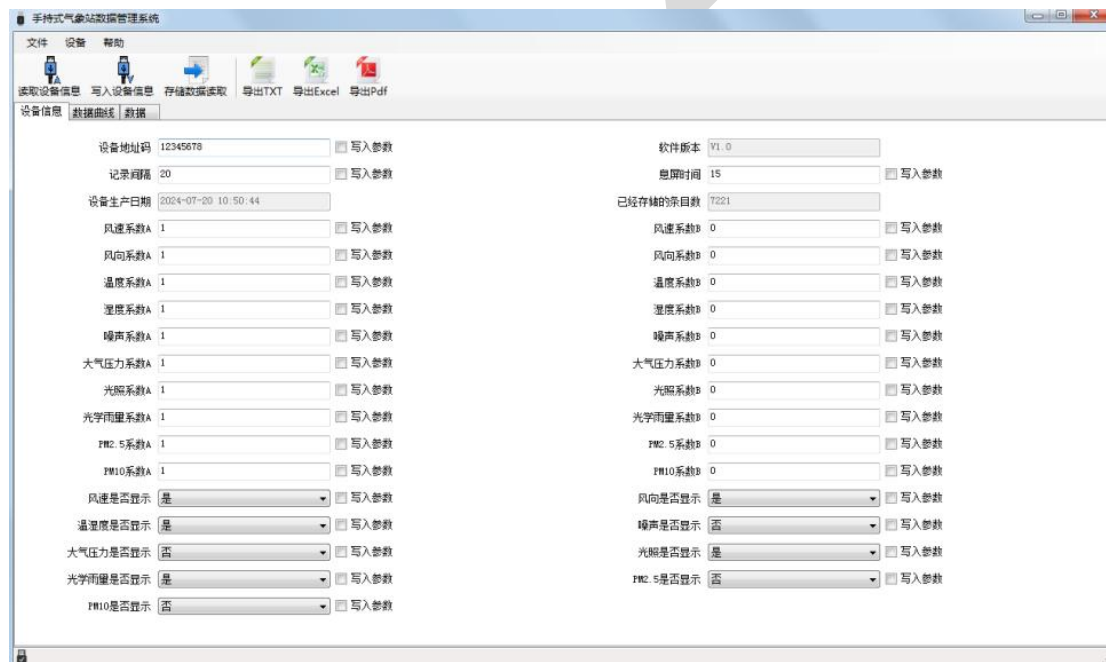 手持式气象站数据管理系统
文件 设备 帮助
读取设备信息 写入设备信息 存储数据读取 导出TXT 导出Excel 导出Pdf
设备信息 数据曲线 数据
设备地址码 12345678 写入参数 软件版本 V1.0
记录间隔 20 写入参数 息屏时间 15 写入参数
设备生产日期 2024-07-20 10:50:44 已经存储的条目数 7221
风速系数A 1 写入参数 风速系数B 0 写入参数
风向系数A 1 写入参数 风向系数B 0 写入参数
温度系数A 1 写入参数 温度系数B 0 写入参数
湿度系数A 1 写入参数 湿度系数B 0 写入参数
噪声系数A 1 写入参数 噪声系数B 0 写入参数
大气压力系数A 1 写入参数 大气压力系数B 0 写入参数
光照系数A 1 写入参数 光照系数B 0 写入参数
光学雨量系数A 1 写入参数 光学雨量系数B 0 写入参数
PM2.5系数A 1 写入参数 PM2.5系数B 0 写入参数
PM10系数A 1 写入参数 PM10系数B 0 写入参数
风速是否显示 是 写入参数 风向是否显示 是 写入参数
温湿度是否显示 是 写入参数 噪声是否显示 否 写入参数
大气压力是否显示 否 写入参数 光照是否显示 是 写入参数
光学雨量是否显示 是 写入参数 PM2.5是否显示 否 写入参数
PM10是否显示 否 写入参数